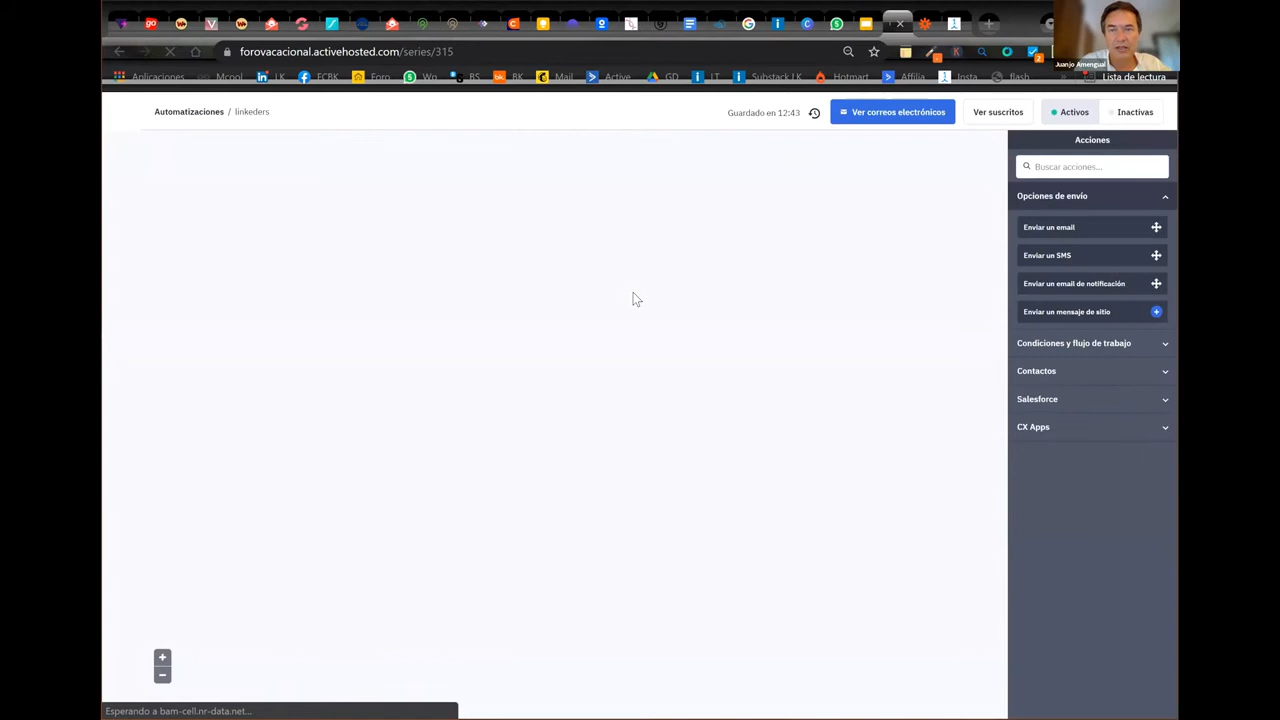 Juanjo Amengual
forovacacional.activehosted.com/series/315
Aplicaciones Mcool LK FCBK Foro Wp BS BK Mail Active GD LT Substack LK Hotmart Affilia Insta flash Lista de lectura
Automatizaciones / linkeders
Guardado en 12:43
Ver correos electrónicos
Ver suscritos
Activos
Inactivas
Acciones
Buscar acciones...
Opciones de envío
Enviar un email
Enviar un SMS
Enviar un email de notificación
Enviar un mensaje de sitio
Condiciones y flujo de trabajo
Contactos
Salesforce
CX Apps
Esperando a bam-cell.nr-data.net...